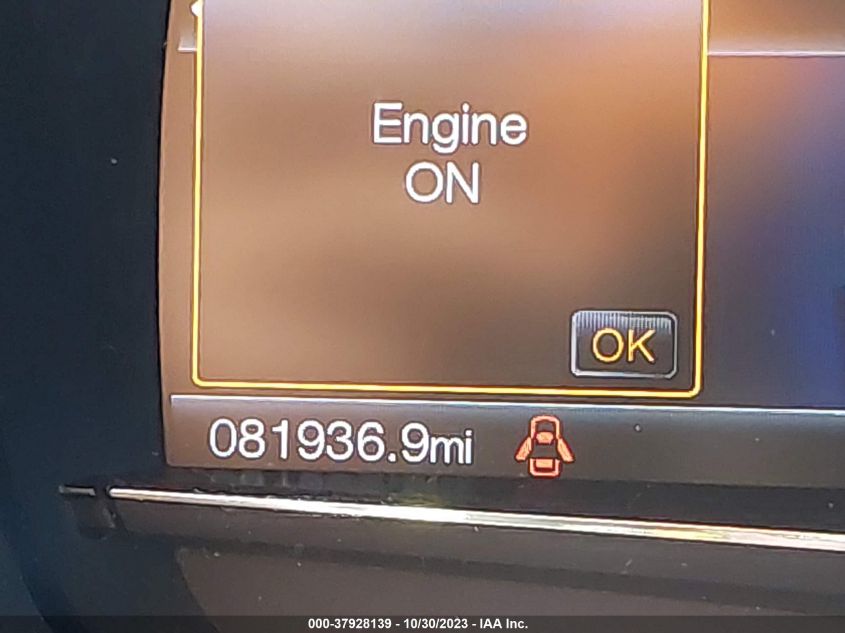 Engine
ON
OK
081936.9mi
000-37928139 - 10/30/2023 - IAA Inc.